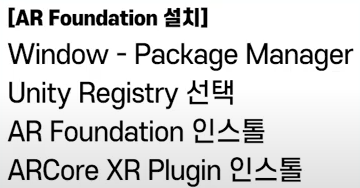 [AR Foundation 설치]
Window - Package Manager
Unity Registry 선택
AR Foundation 인스톨
ARCore XR Plugin 인스톨